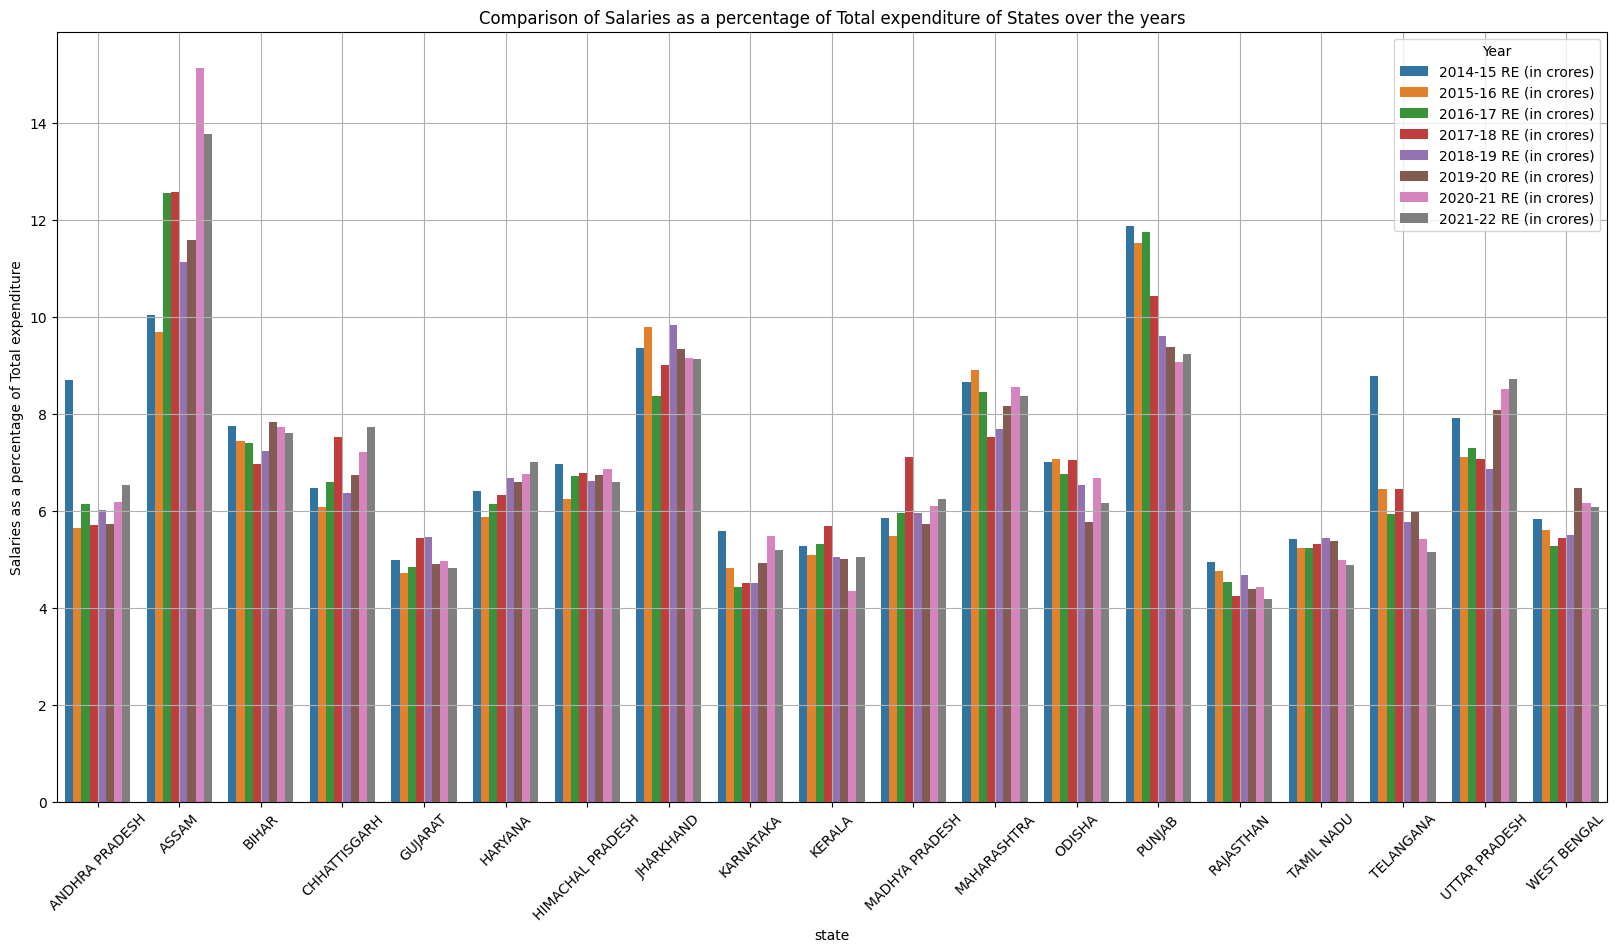 Comparison of Salaries as a percentage of Total expenditure of States over the years
Year
2014-15 RE (in crores)
2015-16 RE (in crores)
2016-17 RE (in crores)
2017-18 RE (in crores)
2018-19 RE (in crores)
2019-20 RE (in crores)
2020-21 RE (in crores)
2021-22 RE (in crores)
Salaries as a percentage of Total expenditure
14
12
10
8
6
4
2
0
ANDHRA PRADESH
ASSAM
BIHAR
CHHATTISGARH
GUJARAT
HARYANA
HIMACHAL PRADESH
JHARKHAND
KARNATAKA
KERALA
MADHYA PRADESH
MAHARASHTRA
ODISHA
PUNJAB
RAJASTHAN
TAMIL NADU
TELANGANA
UTTAR PRADESH
WEST BENGAL
state